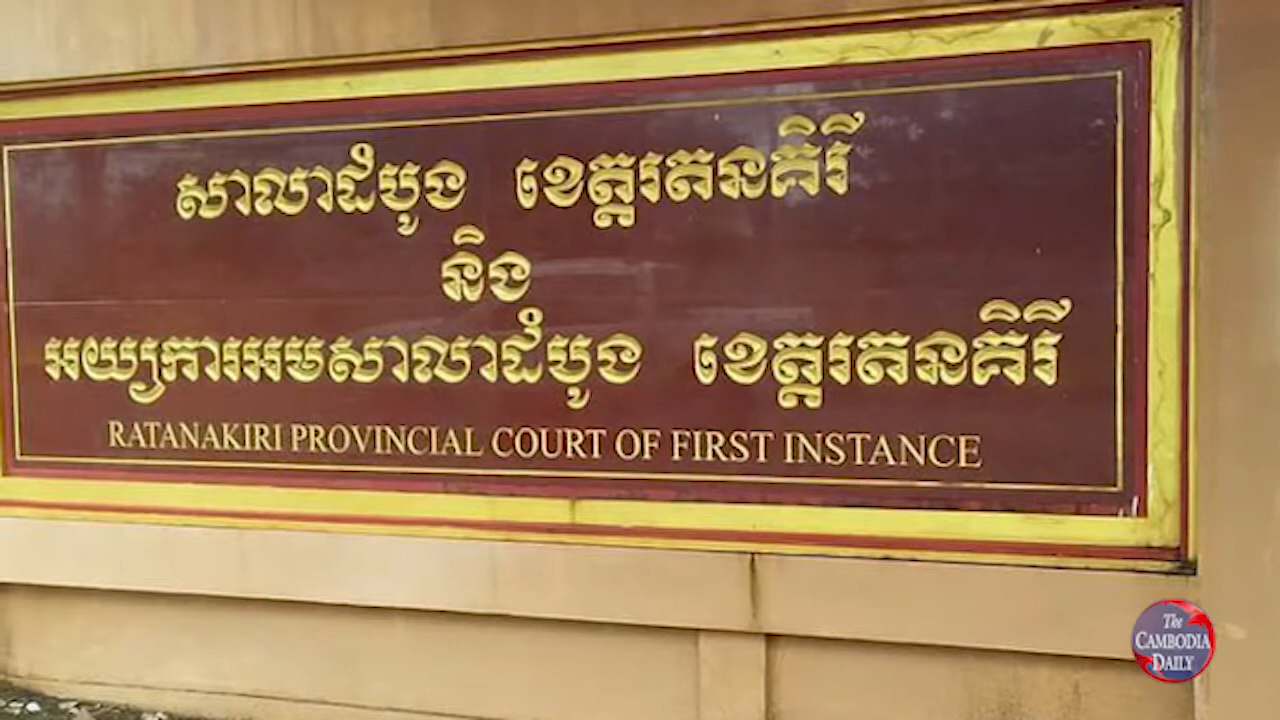 សាលាដំបូង ខេត្តរតនគិរី
និង
អយ្យការអមសាលាដំបូង ខេត្តរតនគិរី
RATANAKIRI PROVINCIAL COURT OF FIRST INSTANCE
The
CAMBODIA
DAILY